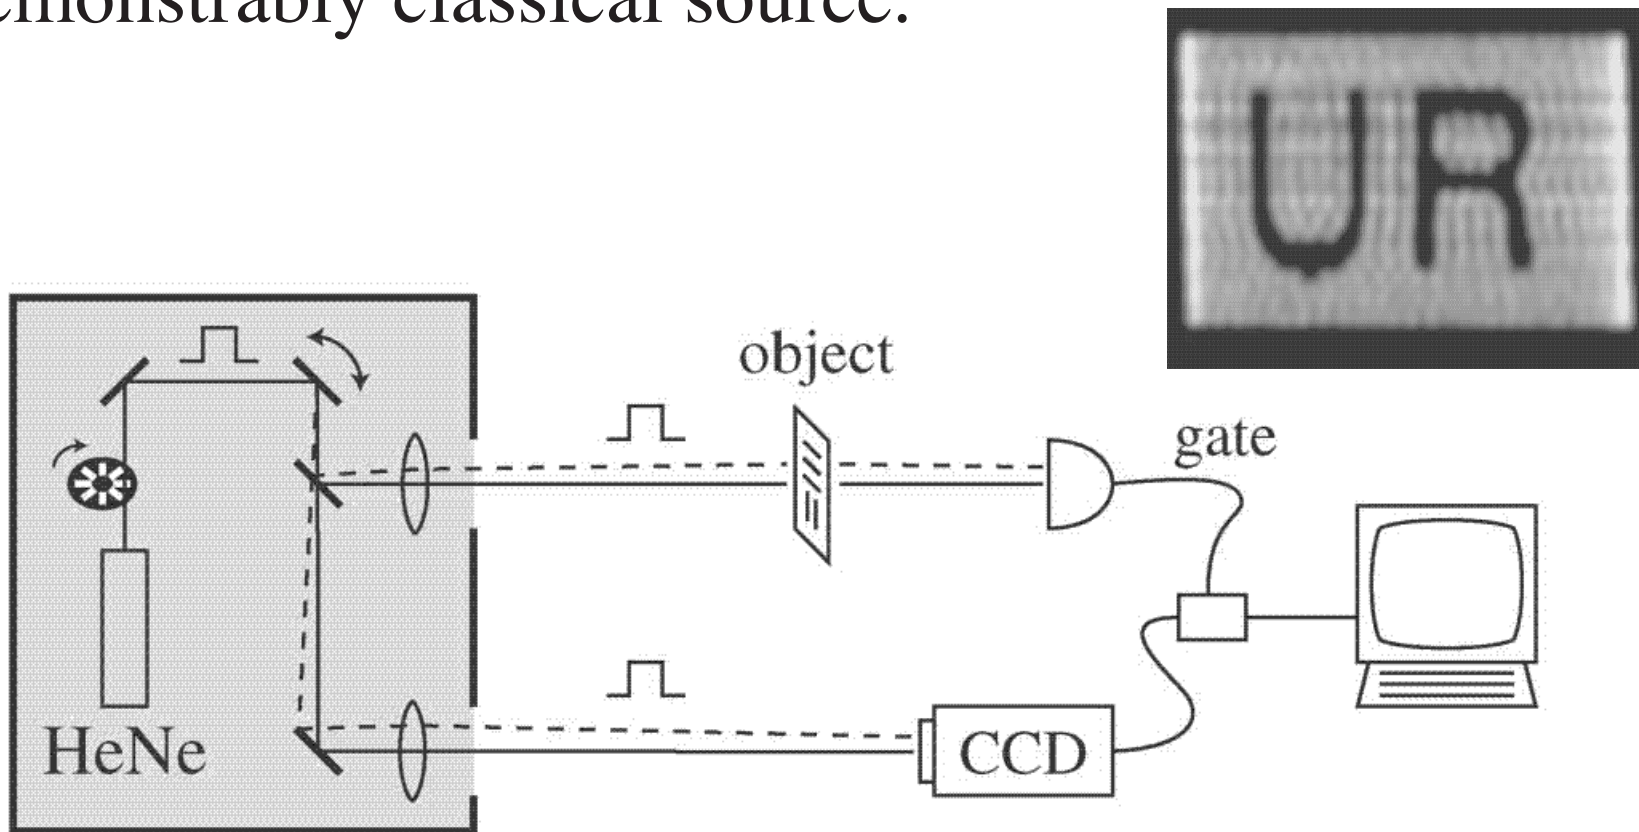 emonstrably classical source.
UR
object
gate
HeNe
CCD